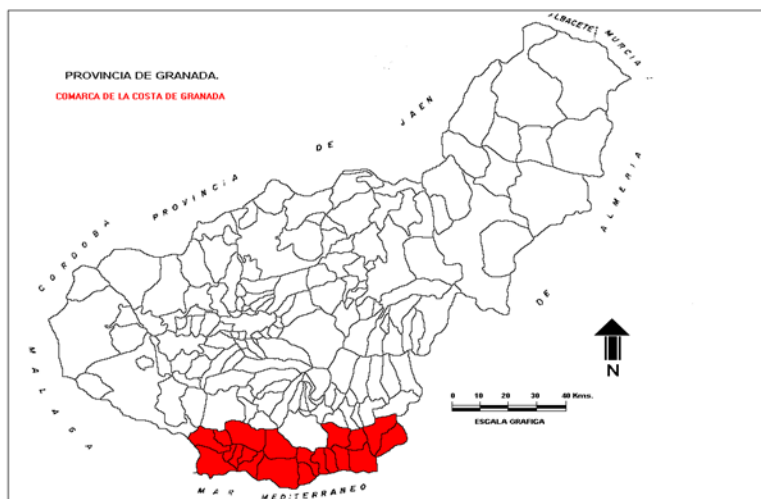 ALBACETE MURCIA
PROVINCIA DE GRANADA.
COMARCA DE LA COSTA DE GRANADA
PROVINCIA DE JAEN
CORDOBA
ALMERIA
DE
MALAGA
N
0 10 20 30 40 Kms.
ESCALA GRAFICA
MAR MEDITERRANEO